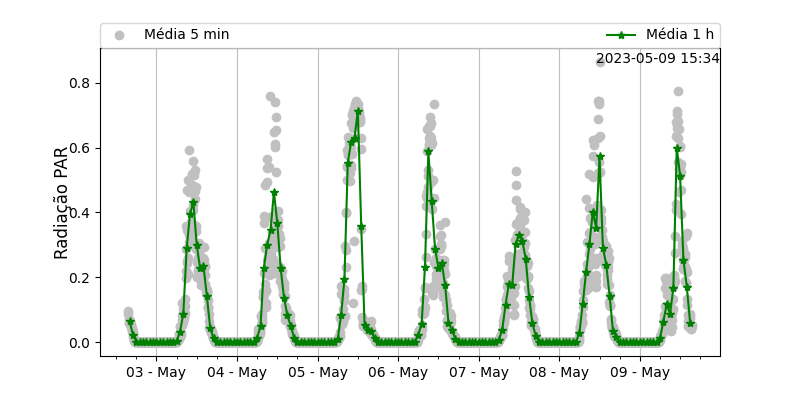 Média 5 min
Média 1 h
2023-05-09 15:34
Radiação PAR
0.8
0.6
0.4
0.2
0.0
03 - May
04 - May
05 - May
06 - May
07 - May
08 - May
09 - May